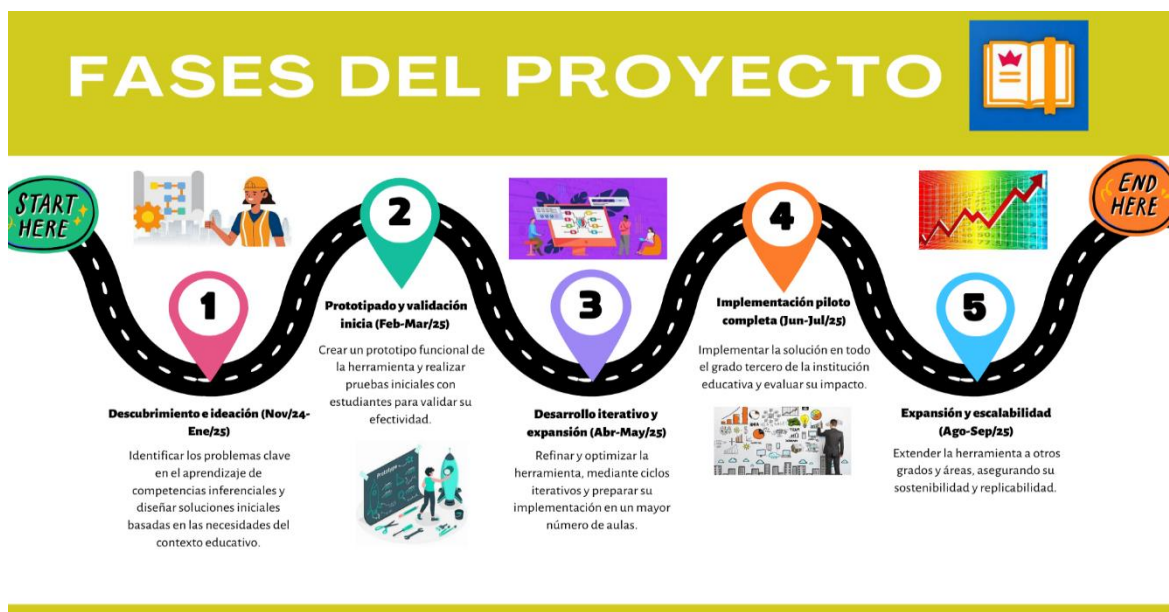 FASES DEL PROYECTO
START
HERE
1
Descubrimiento e ideación (Nov/24-
Ene/25)
Identificar los problemas clave
en el aprendizaje de
competencias inferenciales y
diseñar soluciones iniciales
basadas en las necesidades del
contexto educativo.
2
Prototipado y validación
inicia (Feb-Mar/25)
Crear un prototipo funcional de
la herramienta y realizar
pruebas iniciales con
estudiantes para validar su
efectividad.
3
Desarrollo iterativo y
expansión (Abr-May/25)
Refinar y optimizar la
herramienta, mediante ciclos
iterativos y preparar su
implementación en un mayor
número de aulas.
4
Implementación piloto
completa (Jun-Jul/25)
Implementar la solución en todo
el grado tercero de la institución
educativa y evaluar su impacto.
5
Expansión y escalabilidad
(Ago-Sep/25)
Extender la herramienta a otros
grados y áreas, asegurando su
sostenibilidad y replicabilidad.
END
HERE